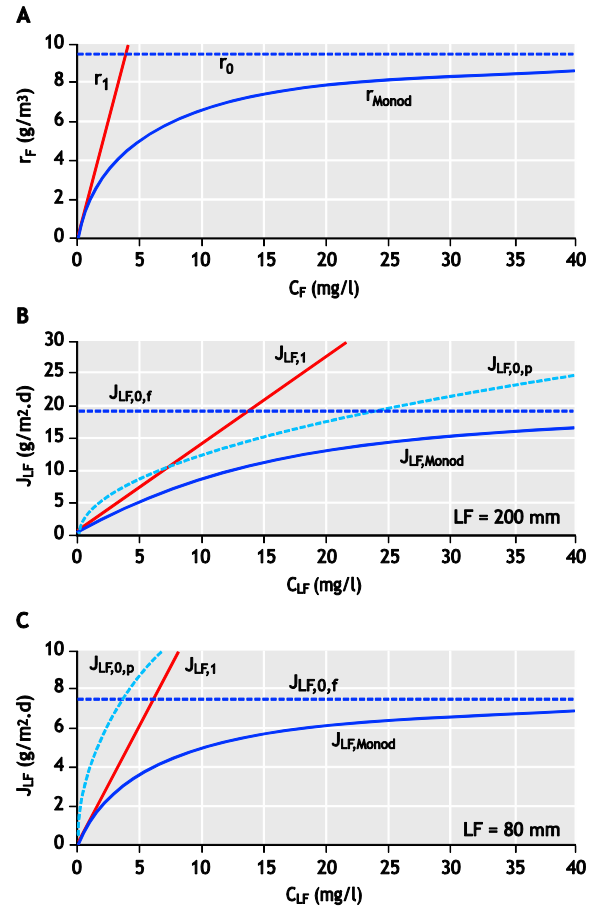 A
10
8
6
4
2
0
rF (g/m³)
r0
r1
rMonod
0 5 10 15 20 25 30 35 40
CF (mg/l)
B
30
25
20
15
10
5
0
JLF (g/m².d)
JLF,1
JLF,0,p
JLF,0,f
JLF,Monod
LF = 200 mm
0 5 10 15 20 25 30 35 40
CLF (mg/l)
C
10
8
6
4
2
0
JLF (g/m².d)
JLF,0,p
JLF,1
JLF,0,f
JLF,Monod
LF = 80 mm
0 5 10 15 20 25 30 35 40
CLF (mg/l)